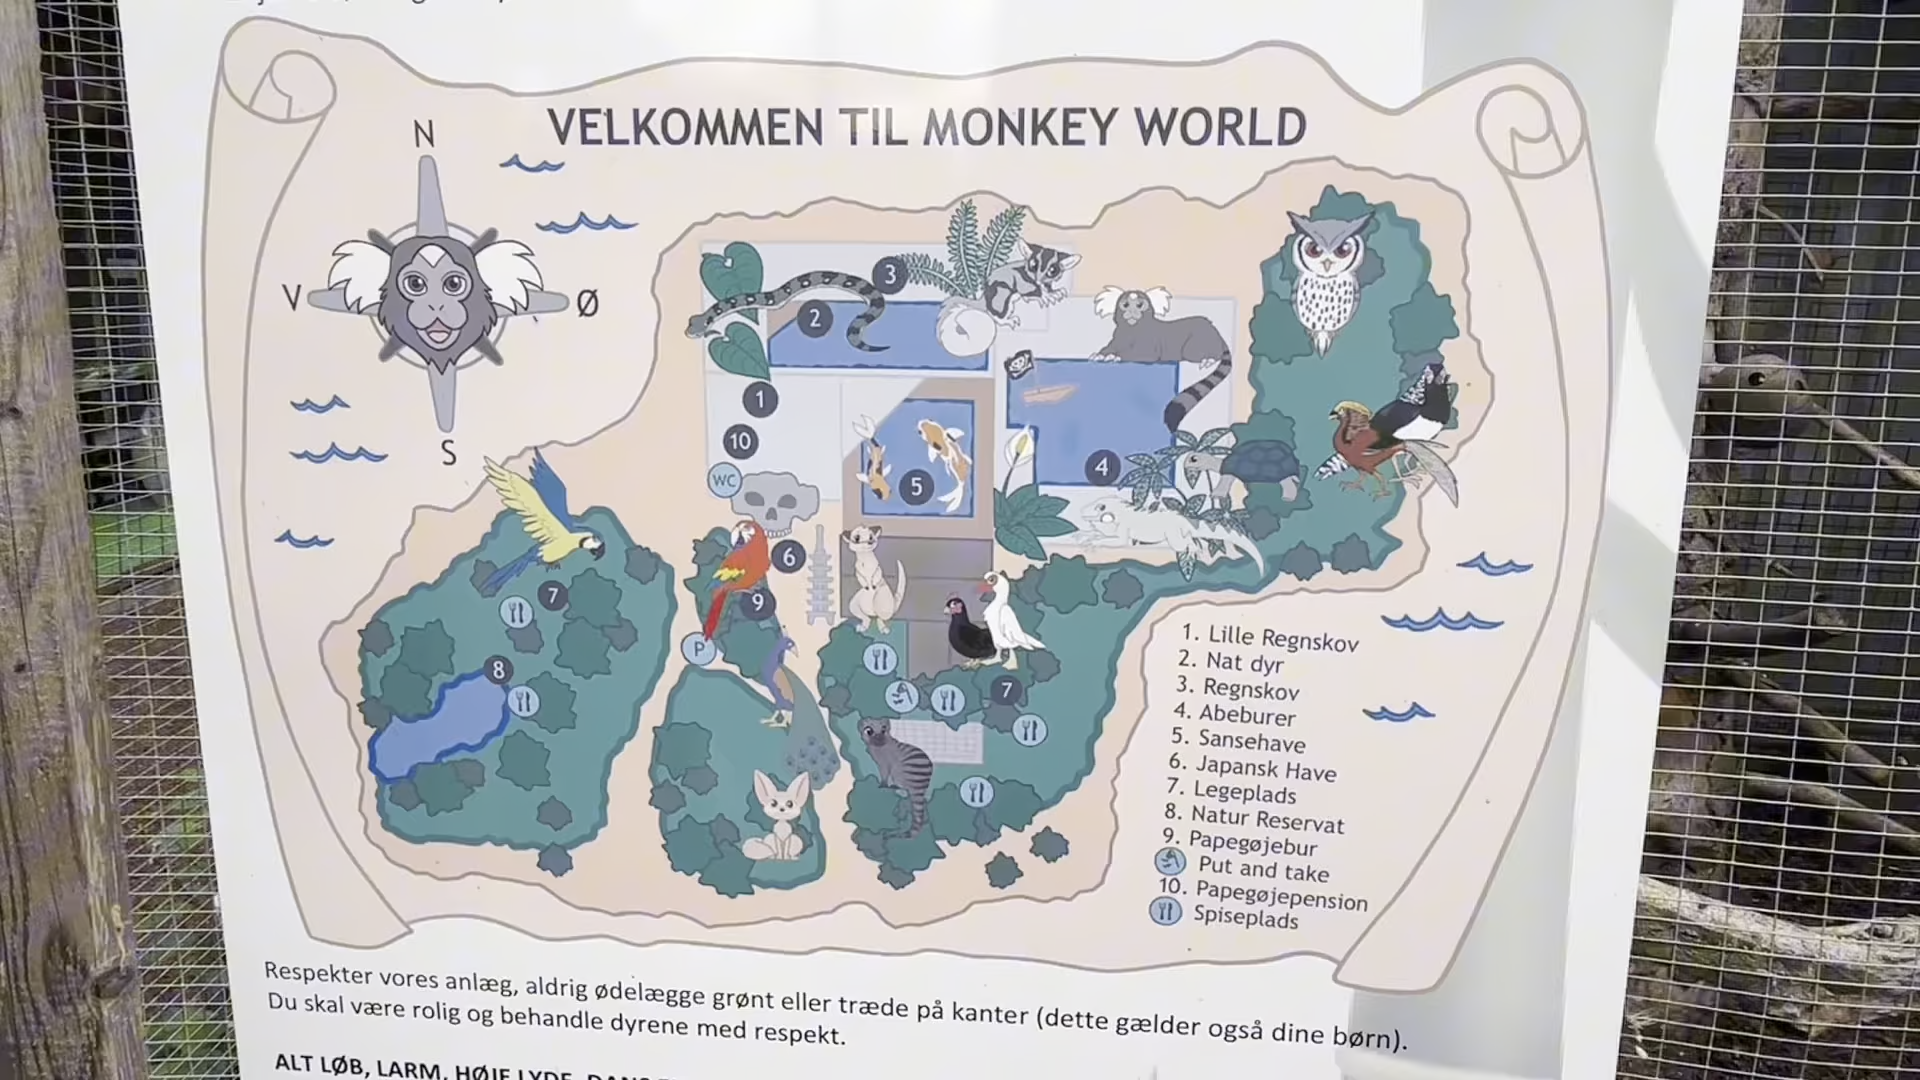 VELKOMMEN TIL MONKEY WORLD
N
V
Ø
S
3
2
1
10
WC
5
4
6
9
7
8
P
7
1. Lille Regnskov
2. Nat dyr
3. Regnskov
4. Abeburer
5. Sansehave
6. Japansk Have
7. Legeplads
8. Natur Reservat
9. Papegøjebur
Put and take
10. Papegøjepension
Spiseplads
Respekter vores anlæg, aldrig ødelægge grønt eller træde på kanter (dette gælder også dine børn).
Du skal være rolig og behandle dyrene med respekt.
ALT LØB, LARM, HØJE LYDE,